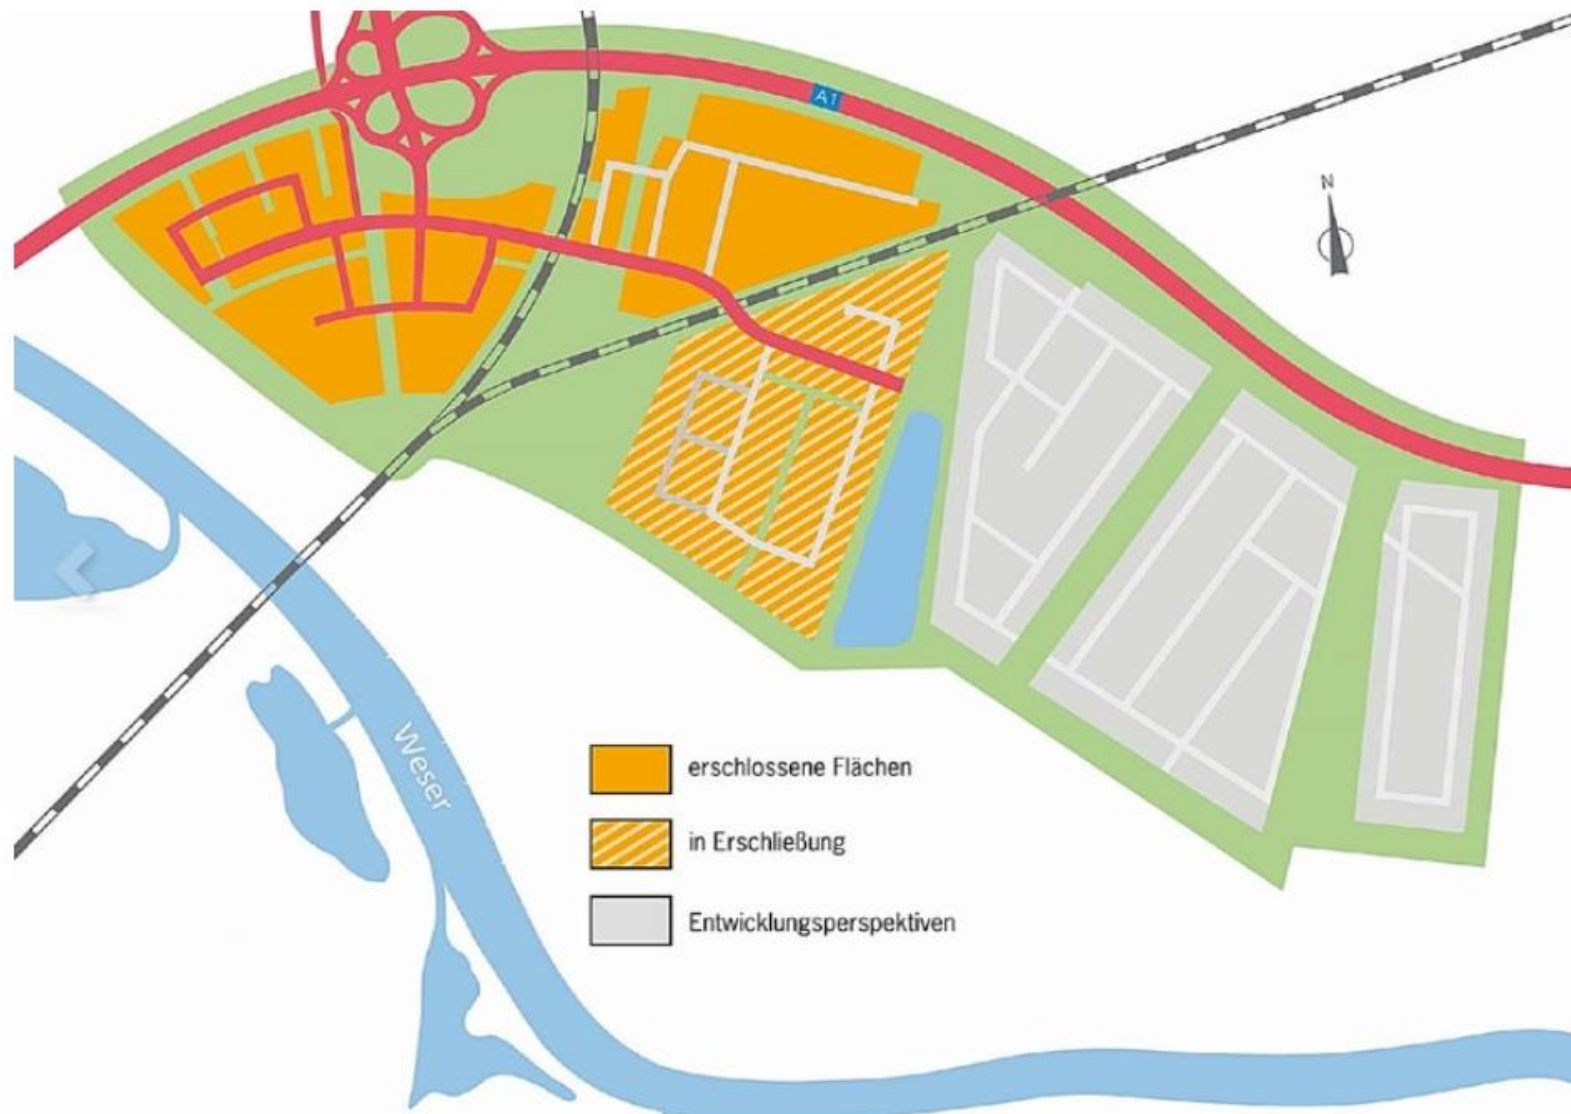 A1
N
Weser
erschlossene Flächen
in Erschließung
Entwicklungsperspektiven